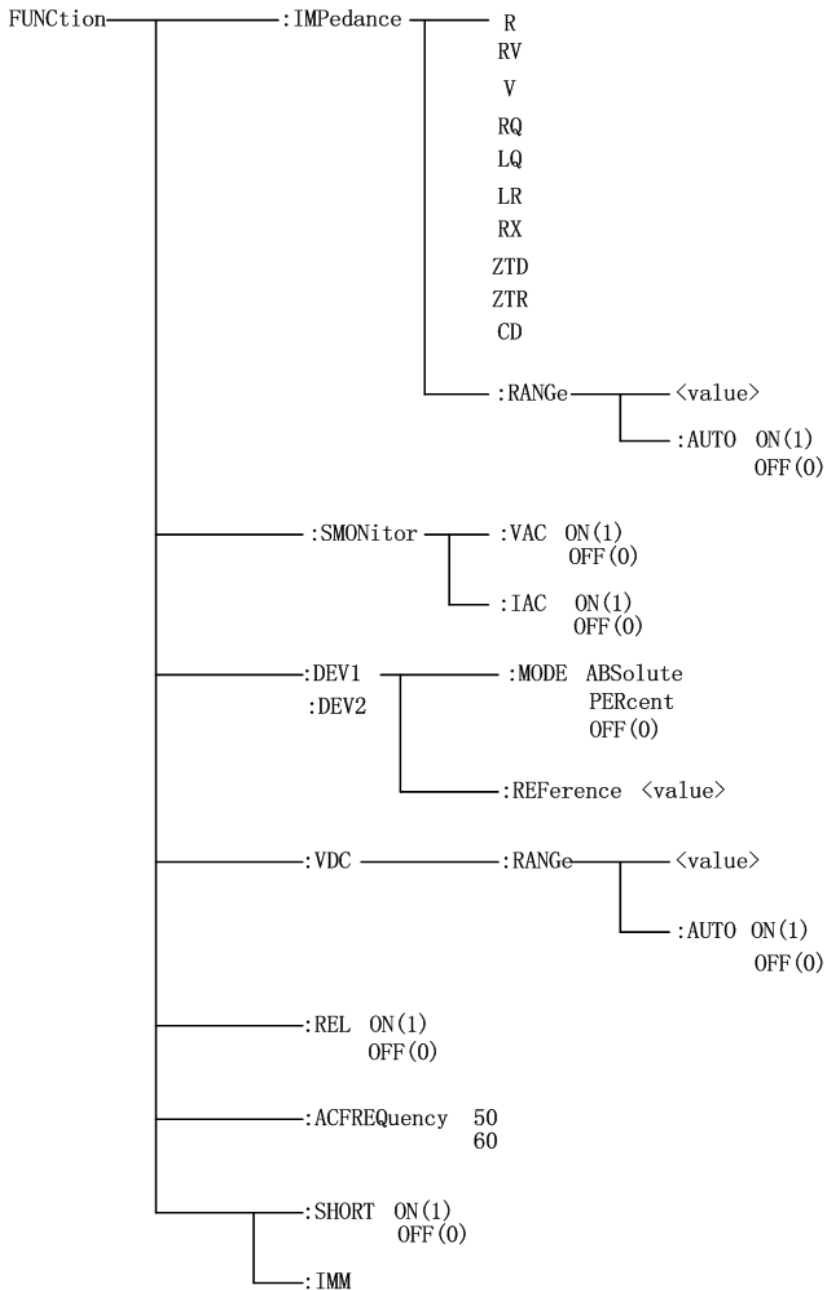 FUNCtion :IMPedance R
RV
V
RQ
LQ
LR
RX
ZTD
ZTR
CD
:RANGe <value>
:AUTO ON(1)
OFF(0)
:SMONitor :VAC ON(1)
OFF(0)
:IAC ON(1)
OFF(0)
:DEV1 :MODE ABSolute
:DEV2 PERcent
OFF(0)
:REFerence <value>
:VDC :RANGe <value>
:AUTO ON(1)
OFF(0)
:REL ON(1)
OFF(0)
:ACFREQuency 50
60
:SHORT ON(1)
OFF(0)
:IMM